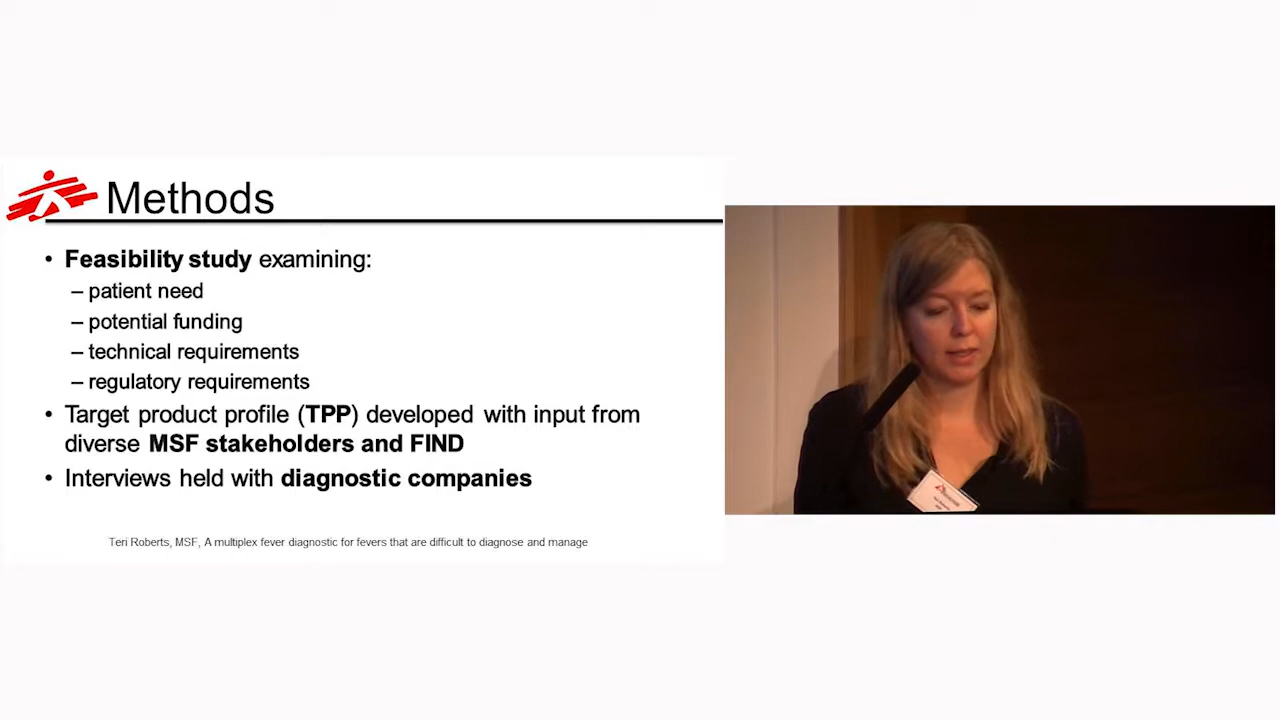 Methods
• Feasibility study examining:
– patient need
– potential funding
– technical requirements
– regulatory requirements
• Target product profile (TPP) developed with input from
diverse MSF stakeholders and FIND
• Interviews held with diagnostic companies
Teri Roberts, MSF, A multiplex fever diagnostic for fevers that are difficult to diagnose and manage